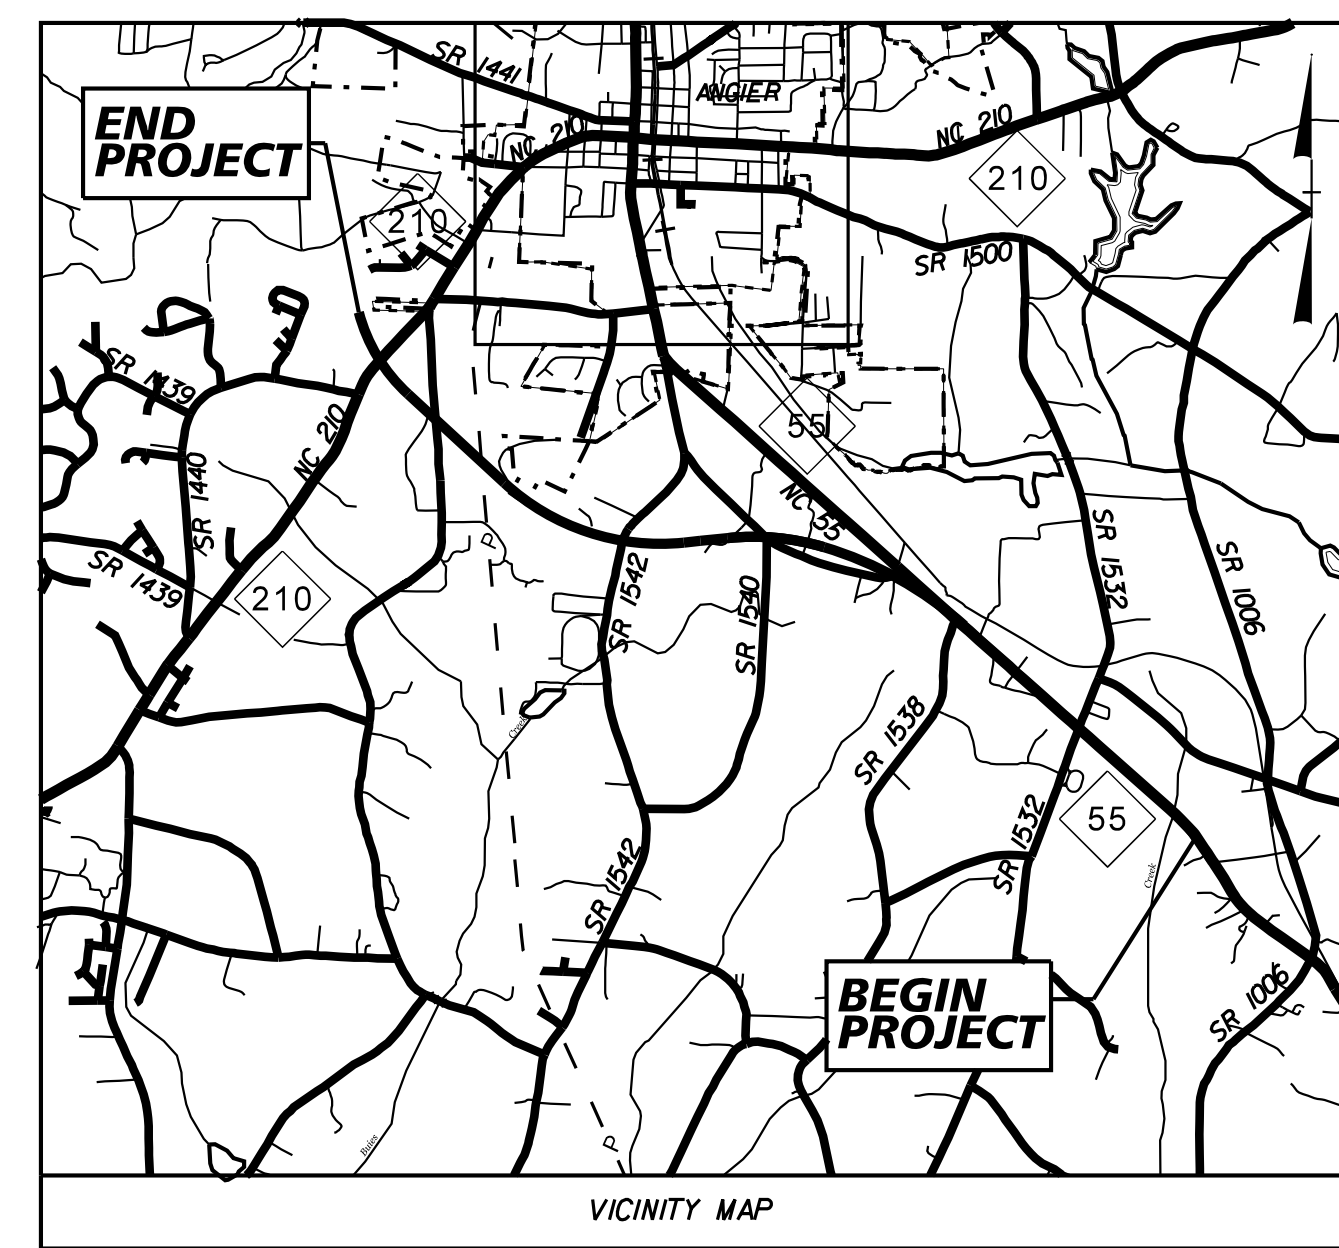 SR 1441
ANGIER
END
PROJECT
NC 210
NC 210
210
210
SR 1500
SR 1439
NC 210
55
SR 1440
NC 55
P
SR 1532
SR 1439
SR 1542
SR 1540
SR 1006
210
Creek
SR 1538
SR 1532
55
SR 1542
Creek
BEGIN
PROJECT
SR 1006
Buies
P
VICINITY MAP